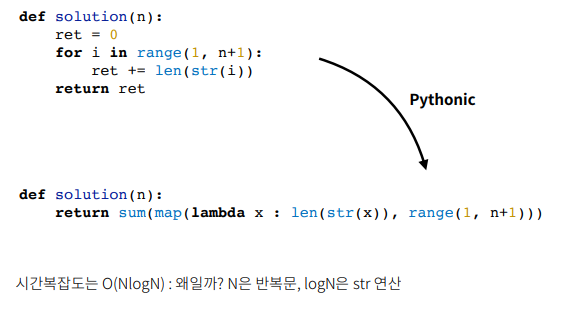 def solution(n):
    ret = 0
    for i in range(1, n+1):
        ret += len(str(i))
    return ret
Pythonic
def solution(n):
    return sum(map(lambda x : len(str(x)), range(1, n+1)))
시간복잡도는 O(NlogN) : 왜일까? N은 반복문, logN은 str 연산